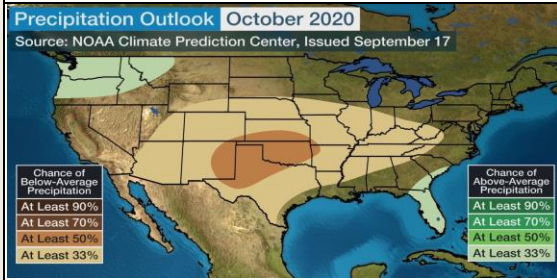 Precipitation Outlook October 2020
Source: NOAA Climate Prediction Center, Issued September 17
Chance of
Below-Average
Precipitation
At Least 90%
At Least 70%
At Least 50%
At Least 33%
Chance of
Above-Average
Precipitation
At Least 90%
At Least 70%
At Least 50%
At Least 33%